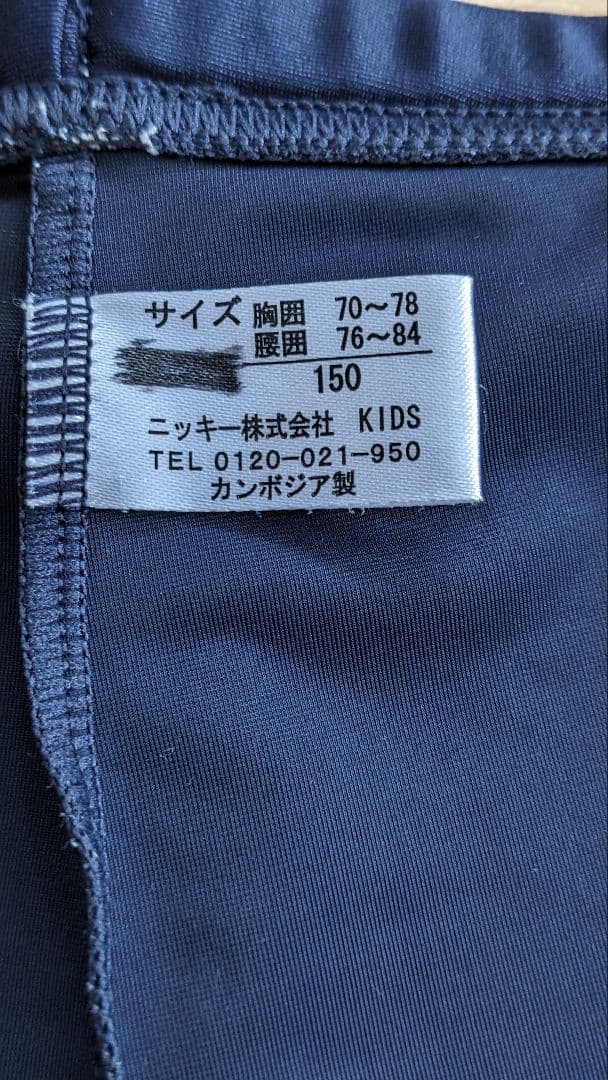 サイズ 胸囲 70〜78
腰囲 76〜84
150
ニッキー株式会社 KIDS
TEL 0120-021-950
カンボジア製